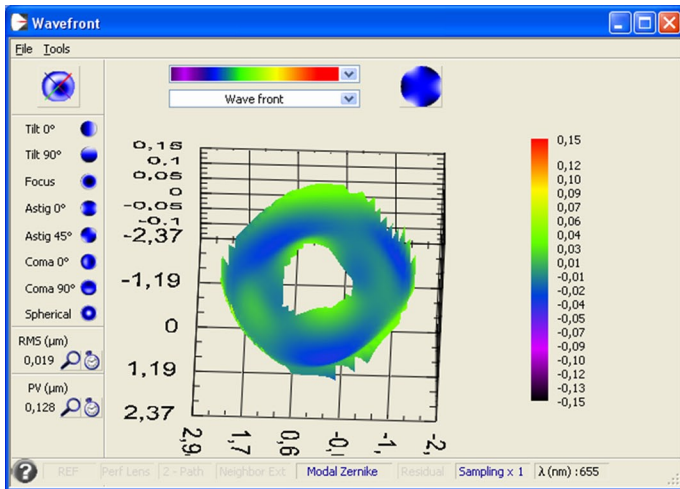 Wavefront
File Tools
Wave front
Tilt 0°
Tilt 90°
Focus
Astig 0°
Astig 45°
Coma 0°
Coma 90°
Spherical
RMS (µm)
0,019
PV (µm)
0,128
0,15
0.1
0,05
0
-0.05
-0.1
-2,37
-1,19
0
1,19
2,37
2,9
1,7
0,6
-1,
-2,
0,15
0,12
0,10
0,09
0,07
0,06
0,04
0,03
0,01
-0,01
-0,02
-0,04
-0,05
-0,07
-0,09
-0,10
-0,12
-0,13
-0,15
REF Perf Lens 2 - Path Neighbor Ext Modal Zernike Residual Sampling x 1 λ (nm) :655